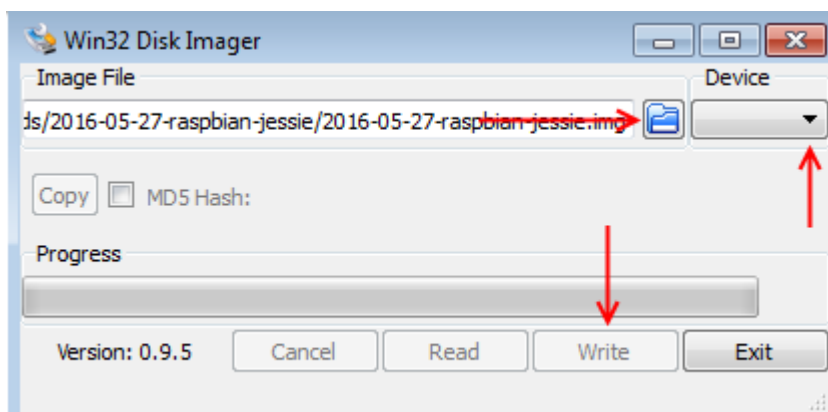 Win32 Disk Imager
Image File
Device
ds/2016-05-27-raspbian-jessie/2016-05-27-raspbian-jessie.img
Copy
MD5 Hash:
Progress
Version: 0.9.5
Cancel
Read
Write
Exit